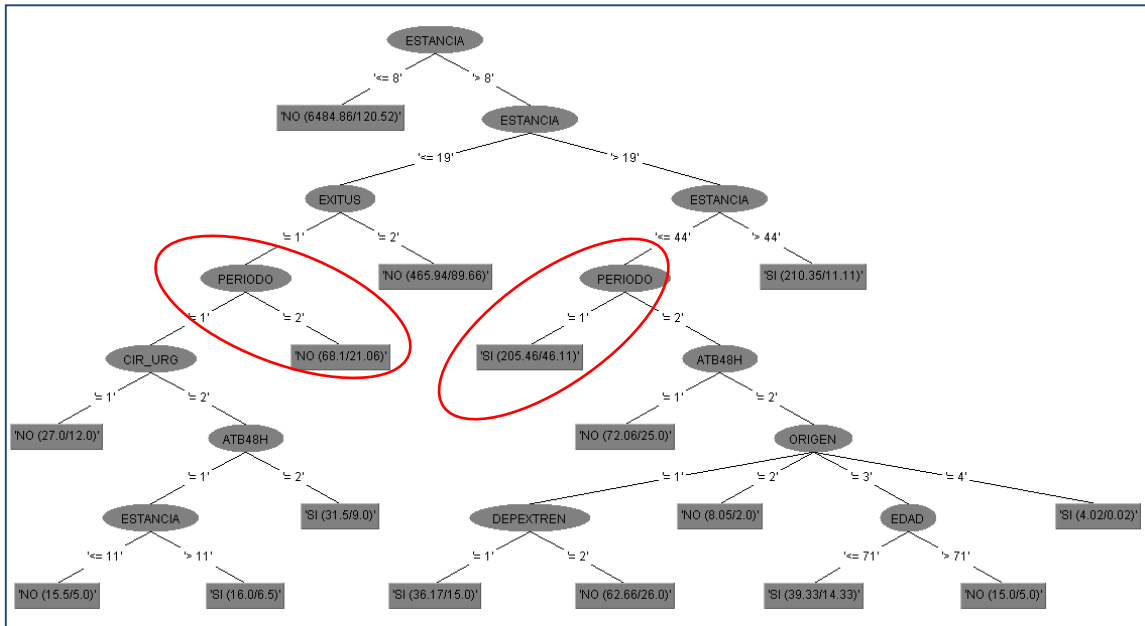 ESTANCIA
'<= 8' '> 8'
'NO (6484.86/120.52)' ESTANCIA
'<= 19' '> 19'
EXITUS ESTANCIA
'= 1' '= 2' '<= 44' '> 44'
PERIODO 'NO (465.94/89.66)' PERIODO 'SI (210.35/11.11)'
'= 1' '= 2' '= 1' '= 2'
CIR_URG 'NO (68.1/21.06)' 'SI (205.46/46.11)' ATB48H
'= 1' '= 2' '= 1' '= 2'
'NO (27.0/12.0)' ATB48H 'NO (72.06/25.0)' ORIGEN
'= 1' '= 2' '= 1' '= 2' '= 3' '= 4'
ESTANCIA 'SI (31.5/9.0)' DEPEXTREN 'NO (8.05/2.0)' EDAD 'SI (4.02/0.02)'
'<= 11' '> 11' '= 1' '= 2' '<= 71' '> 71'
'NO (15.5/5.0)' 'SI (16.0/6.5)' 'SI (36.17/15.0)' 'NO (62.66/26.0)' 'SI (39.33/14.33)' 'NO (15.0/5.0)'